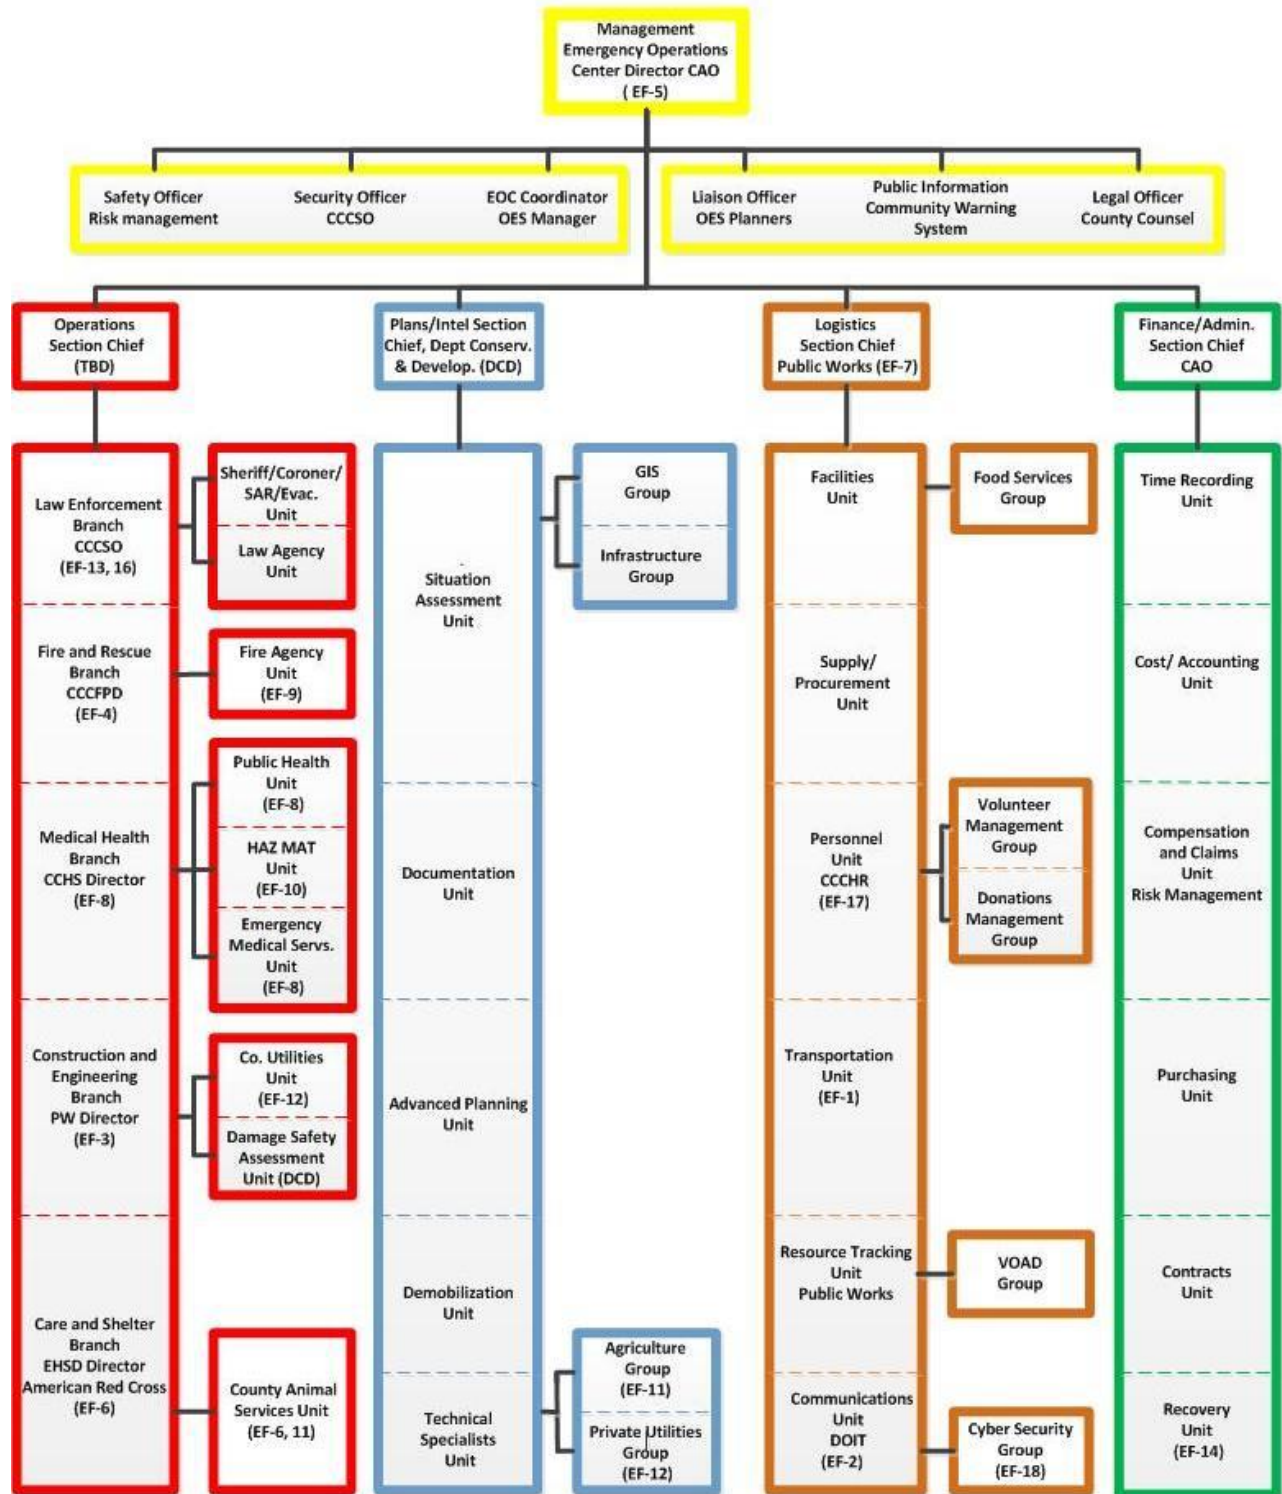 Management
Emergency Operations
Center Director CAO
( EF-5)
Safety Officer
Risk management
Security Officer
CCCSO
EOC Coordinator
OES Manager
Liaison Officer
OES Planners
Public Information
Community Warning
System
Legal Officer
County Counsel
Operations
Section Chief
(TBD)
Plans/Intel Section
Chief, Dept Conserv.
& Develop. (DCD)
Logistics
Section Chief
Public Works (EF-7)
Finance/Admin.
Section Chief
CAO
Law Enforcement
Branch
CCCSO
(EF-13, 16)
Sheriff/Coroner/
SAR/Evac.
Unit
Law Agency
Unit
Fire and Rescue
Branch
CCCFPD
(EF-4)
Fire Agency
Unit
(EF-9)
Medical Health
Branch
CCHS Director
(EF-8)
Public Health
Unit
(EF-8)
HAZ MAT
Unit
(EF-10)
Emergency
Medical Servs.
Unit
(EF-8)
Construction and
Engineering
Branch
PW Director
(EF-3)
Co. Utilities
Unit
(EF-12)
Damage Safety
Assessment
Unit (DCD)
Care and Shelter
Branch
EHSD Director
American Red Cross
(EF-6)
County Animal
Services Unit
(EF-6, 11)
Situation
Assessment
Unit
GIS
Group
Infrastructure
Group
Documentation
Unit
Advanced Planning
Unit
Demobilization
Unit
Technical
Specialists
Unit
Agriculture
Group
(EF-11)
Private Utilities
Group
(EF-12)
Facilities
Unit
Food Services
Group
Supply/
Procurement
Unit
Personnel
Unit
CCCHR
(EF-17)
Volunteer
Management
Group
Donations
Management
Group
Transportation
Unit
(EF-1)
Resource Tracking
Unit
Public Works
VOAD
Group
Communications
Unit
DOIT
(EF-2)
Cyber Security
Group
(EF-18)
Time Recording
Unit
Cost/ Accounting
Unit
Compensation
and Claims
Unit
Risk Management
Purchasing
Unit
Contracts
Unit
Recovery
Unit
(EF-14)